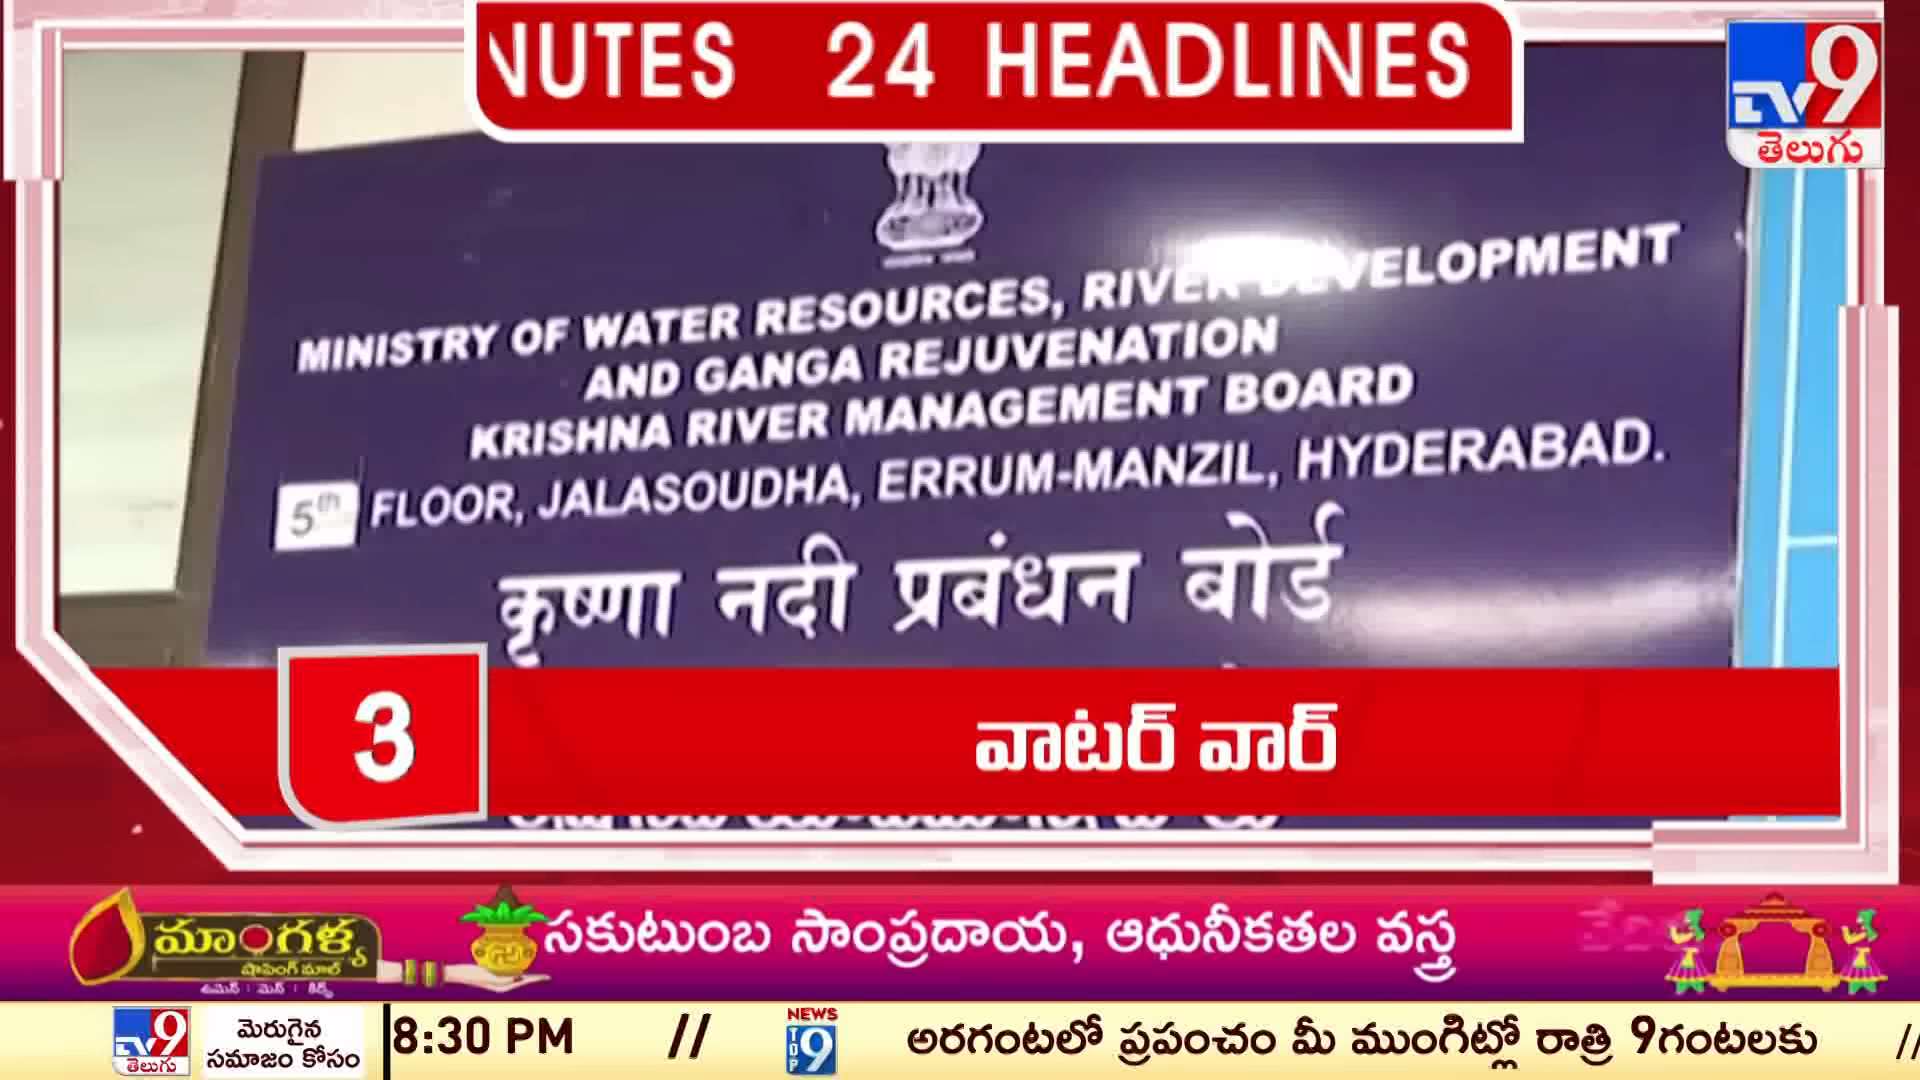 NUTES 24 HEADLINES
TV9
తెలుగు
MINISTRY OF WATER RESOURCES, RIVER DEVELOPMENT
AND GANGA REJUVENATION
KRISHNA RIVER MANAGEMENT BOARD
5th FLOOR, JALASOUDHA, ERRUM-MANZIL, HYDERABAD.
कृष्णा नदी प्रबंधन बोर्ड
3 వాటర్ వార్
మాంగళ్య
షాపింగ్ మాల్
ఉమెన్ | మెన్ | కిడ్స్
సకుటుంబ సాంప్రదాయ, ఆధునీకతల వస్త్ర
TV9
తెలుగు
మెరుగైన
సమాజం కోసం
8:30 PM //
NEWS
TOP 9
అరగంటలో ప్రపంచం మీ ముంగిట్లో రాత్రి 9గంటలకు //